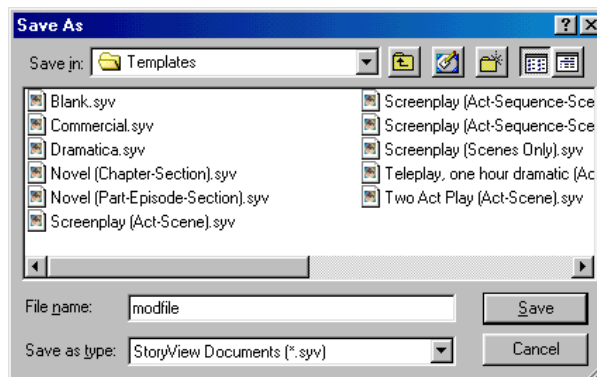 Save As
Save in: Templates
Blank.syv
Commercial.syv
Dramatica.syv
Novel (Chapter-Section).syv
Novel (Part-Episode-Section).syv
Screenplay (Act-Scene).syv
Screenplay (Act-Sequence-Sce
Screenplay (Act-Sequence-Sce
Screenplay (Scenes Only).syv
Teleplay, one hour dramatic (Ac
Two Act Play (Act-Scene).syv
File name: modfile Save
Save as type: StoryView Documents (*.syv) Cancel